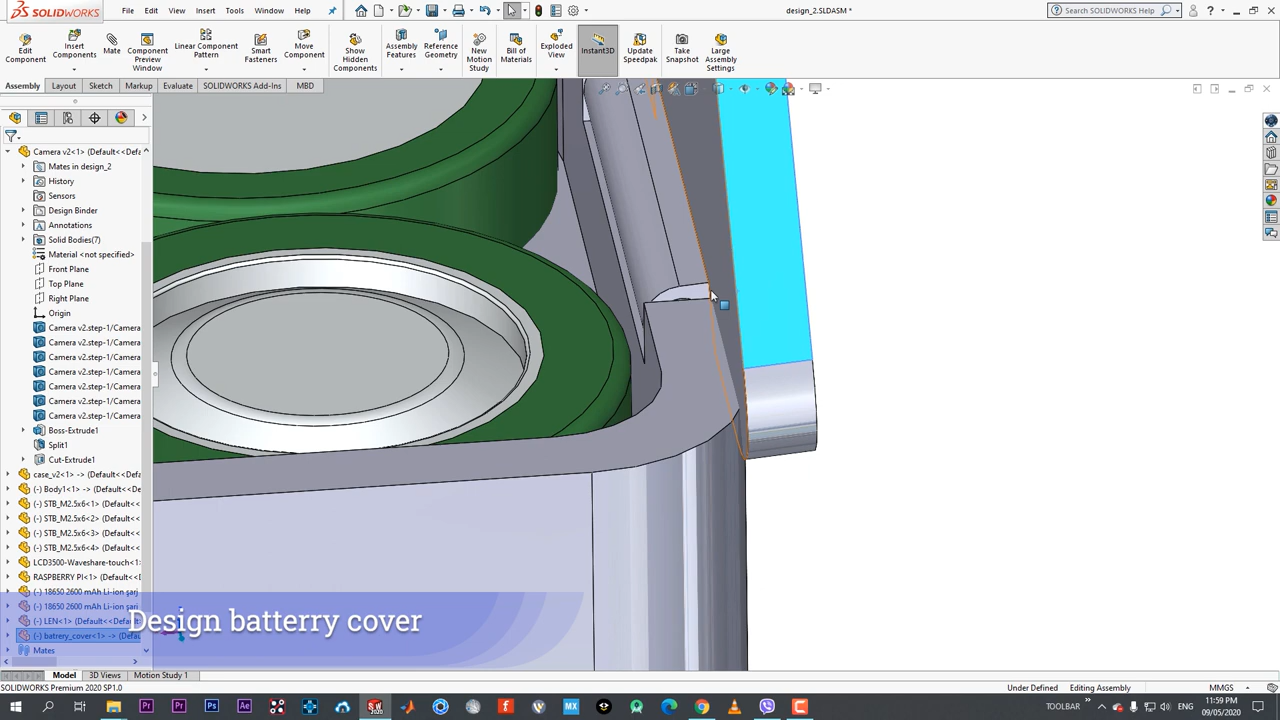 SOLIDWORKS
File Edit View Insert Tools Window Help
design_2.SLDASM *
Search SOLIDWORKS Help
Edit Component
Insert Components
Mate
Component Preview Window
Linear Component Pattern
Smart Fasteners
Move Component
Show Hidden Components
Assembly Features
Reference Geometry
New Motion Study
Bill of Materials
Exploded View
Instant3D
Update Speedpak
Take Snapshot
Large Assembly Settings
Assembly Layout Sketch Markup Evaluate SOLIDWORKS Add-Ins MBD
Camera v2<1> (Default<<Defa
Mates in design_2
History
Sensors
Design Binder
Annotations
Solid Bodies(7)
Material <not specified>
Front Plane
Top Plane
Right Plane
Origin
Camera v2.step-1/Camera
Camera v2.step-1/Camera
Camera v2.step-1/Camera
Camera v2.step-1/Camera
Camera v2.step-1/Camera
Camera v2.step-1/Camera
Camera v2.step-1/Camera
Boss-Extrude1
Split1
Cut-Extrude1
case_v2<1> -> (Default<<Def
(-) Body1<1> -> (Default<<D
(-) STB_M2.5x6<1> (Default<
(-) STB_M2.5x6<2> (Default<
(-) STB_M2.5x6<3> (Default<
(-) STB_M2.5x6<4> (Default<
LCD3500-Waveshare-touch<1>
RASPBERRY PI<1> (Default<<D
(-) 18650 2600 mAh Li-ion şarj
(-) 18650 2600 mAh Li-ion şarj
(-) LEN<1> (Default<<Default
(-) batrery_cover<1> -> (Defau
Mates
Design batterry cover
Model 3D Views Motion Study 1
SOLIDWORKS Premium 2020 SP1.0
Under Defined Editing Assembly MMGS
TOOLBAR
11:59 PM
09/05/2020